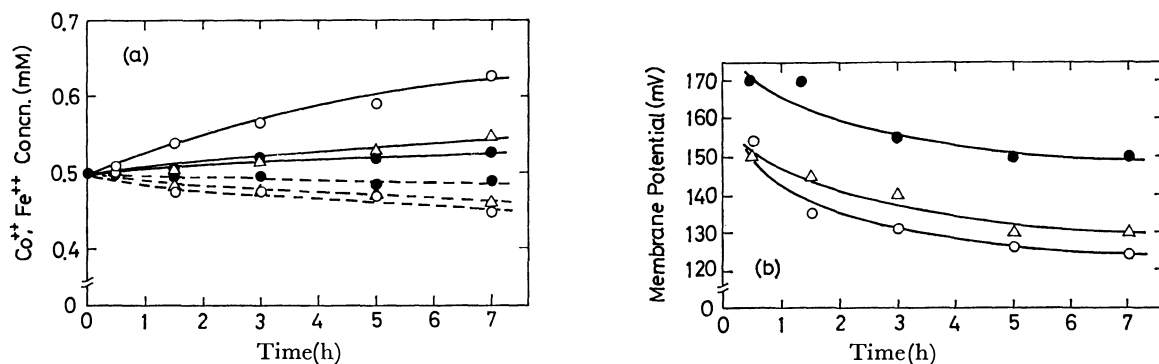 0.7
0.6
0.5
0.4
0
Co++, Fe++ Concn. (mM)
(a)
0 1 2 3 4 5 6 7
Time(h)
170
160
150
140
130
120
0
Membrane Potential (mV)
(b)
0 1 2 3 4 5 6 7
Time(h)